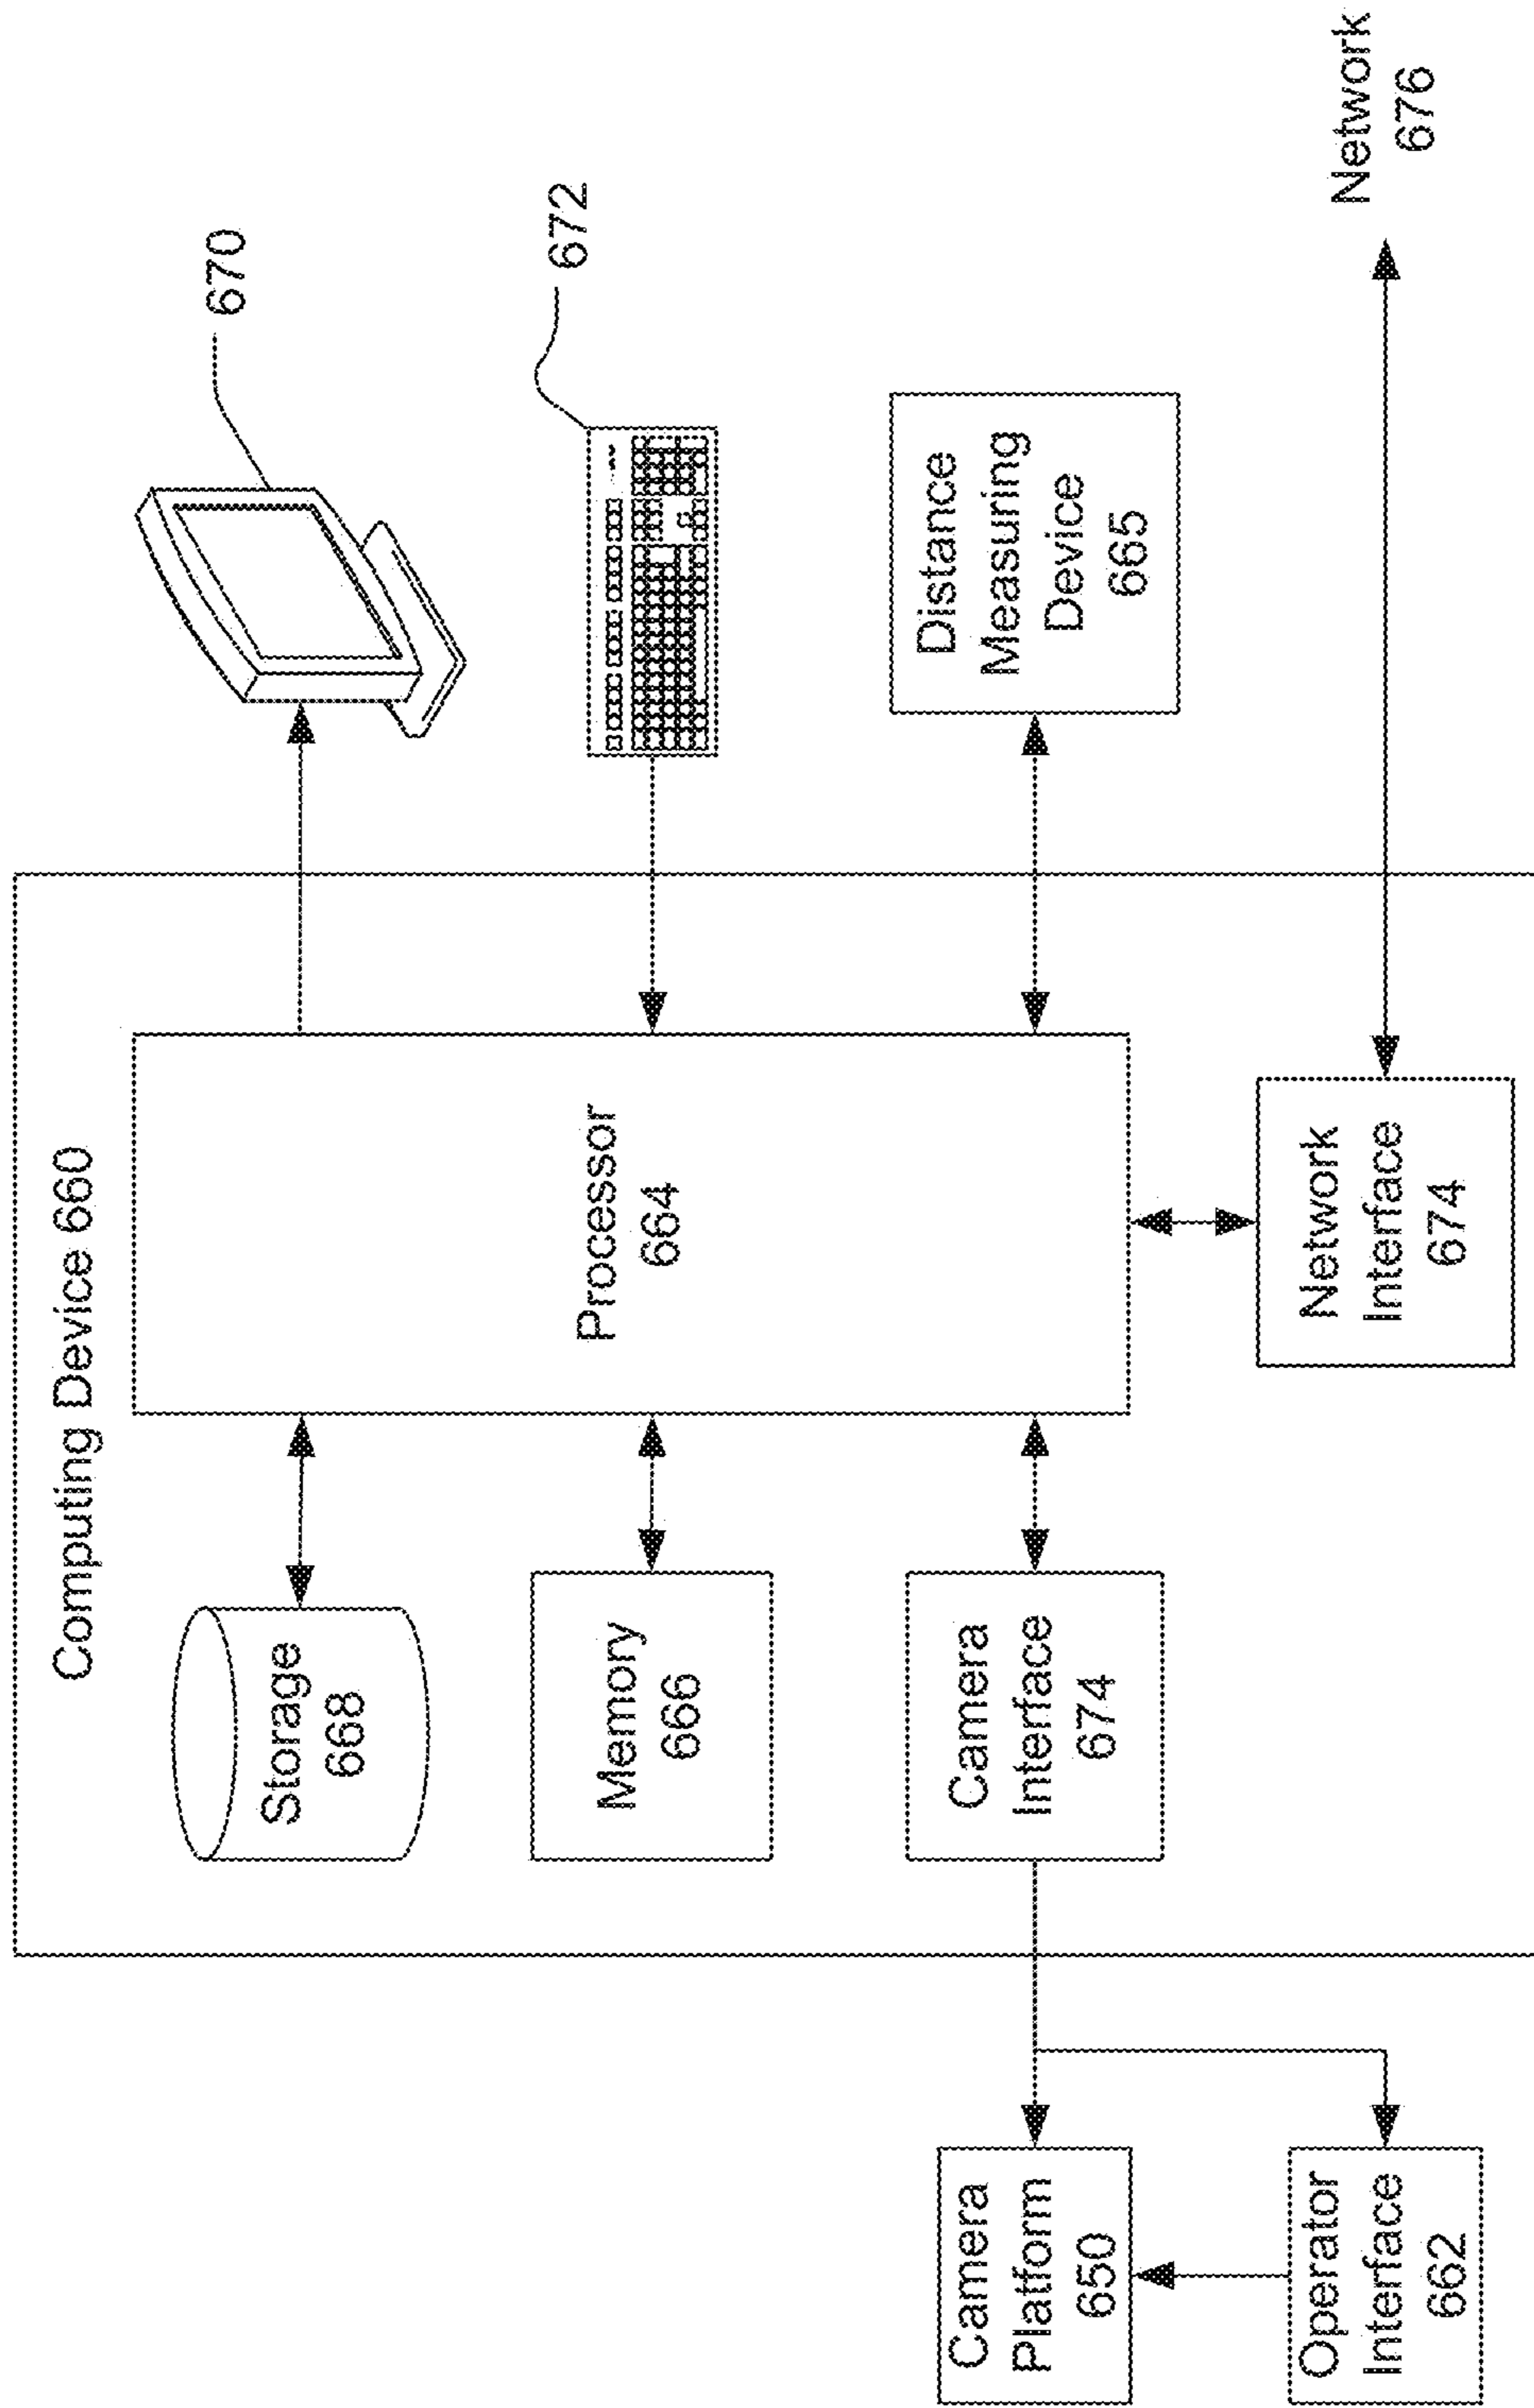 Computing Device 660
Storage
668
Memory
666
Camera
Interface
674
Processor
664
Network
Interface
674
670
672
Distance
Measuring
Device
665
Network
676
Camera
Platform
650
Operator
Interface
662